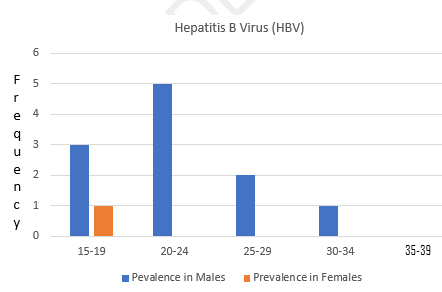 Hepatitis B Virus (HBV)
Frequency
6
5
4
3
2
1
0
15-19 20-24 25-29 30-34 35-39
Pevalence in Males Prevalence in Females